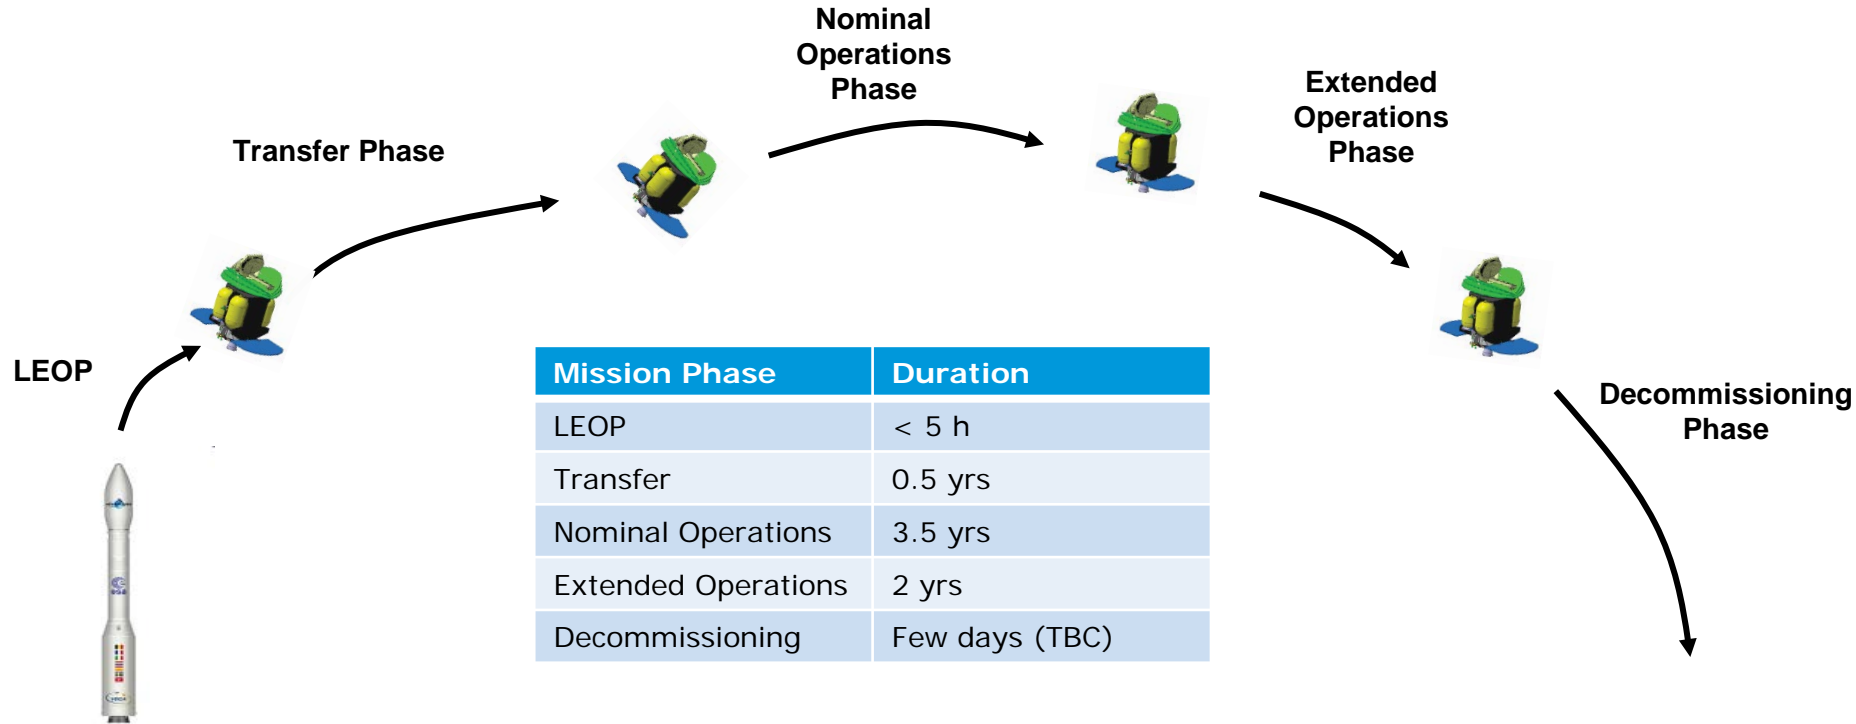 Nominal
Operations
Phase
Extended
Operations
Phase
Transfer Phase
LEOP
Decommissioning
Phase
Mission Phase Duration
LEOP < 5 h
Transfer 0.5 yrs
Nominal Operations 3.5 yrs
Extended Operations 2 yrs
Decommissioning Few days (TBC)
esa